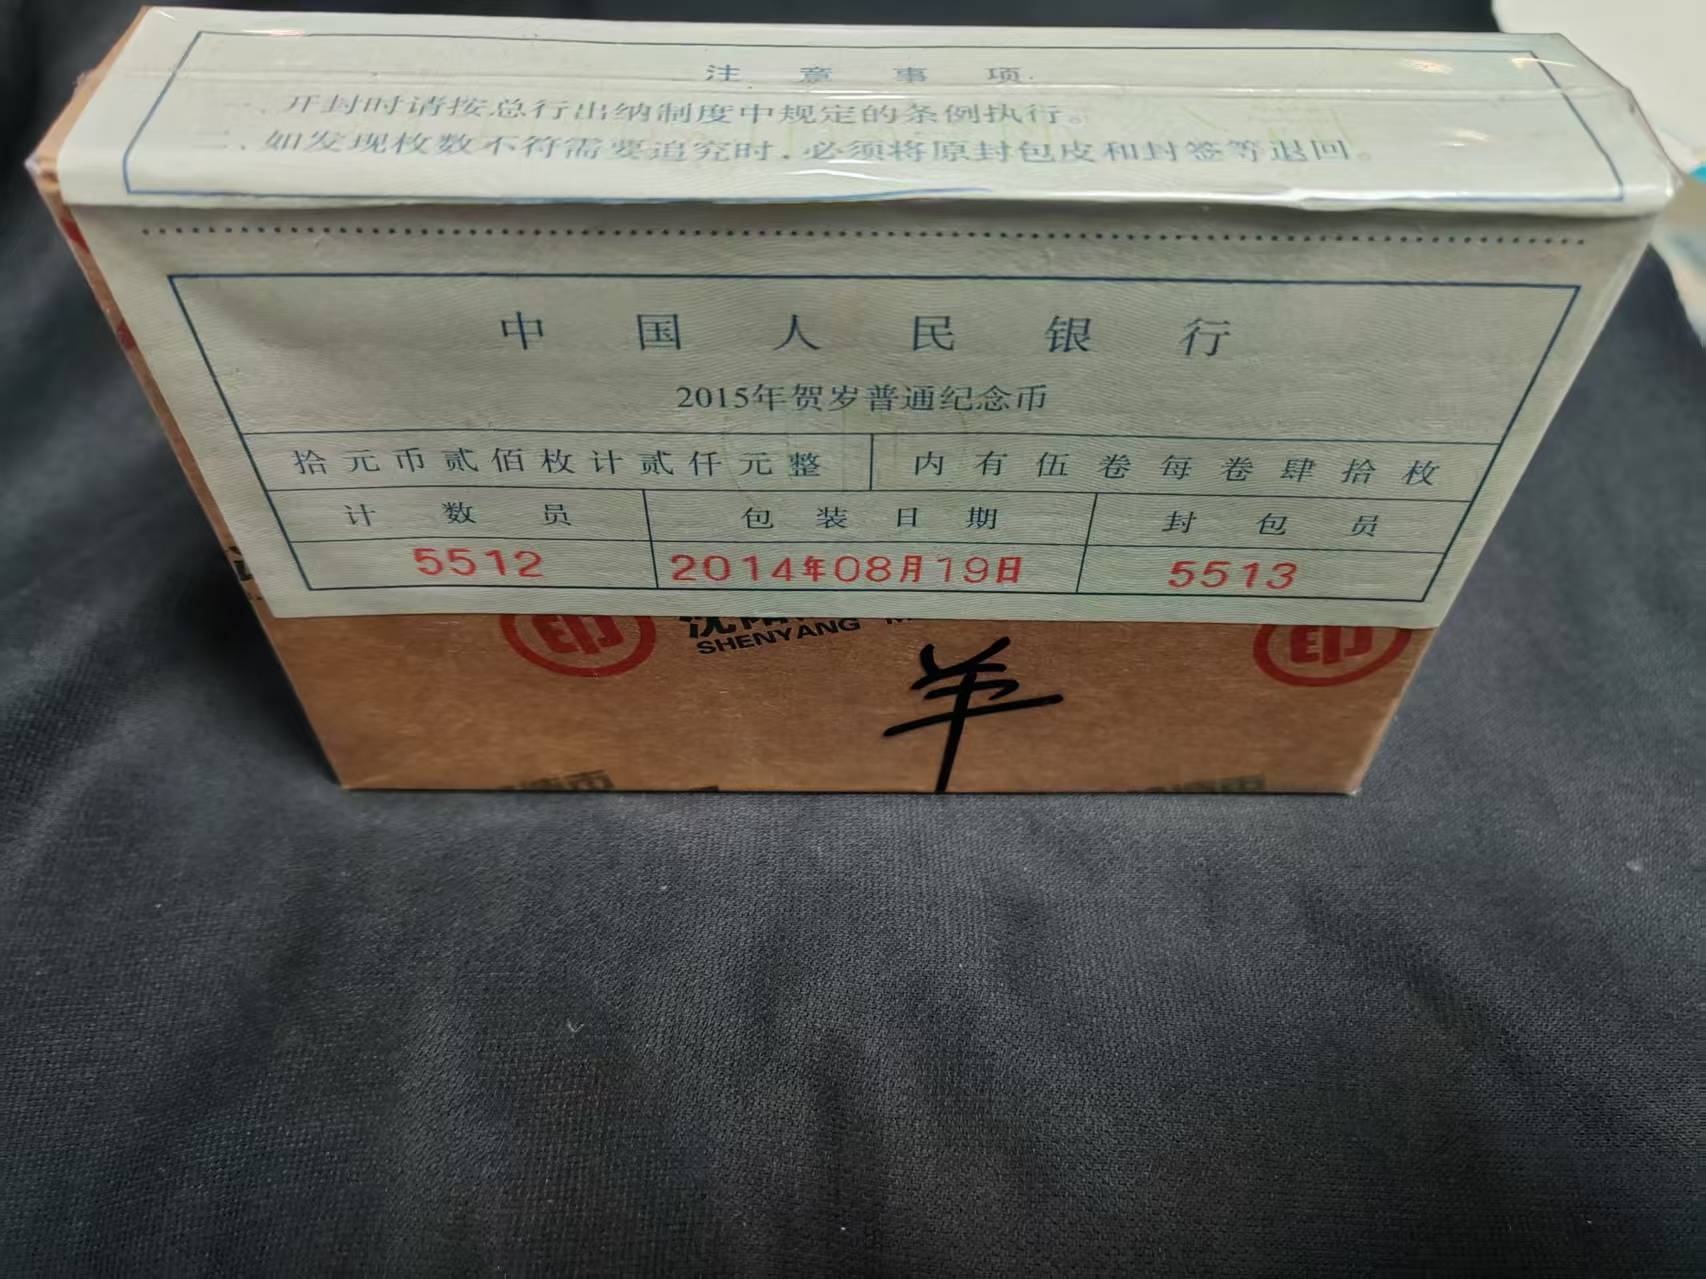 注意事项
一、开封时请按总行出纳制度中规定的条例执行。
二、如发现枚数不符需要追究时，必须将原封包皮和封签等退回。
中国人民银行
2015年贺岁普通纪念币
拾元币贰佰枚计贰仟元整 内有伍卷每卷肆拾枚
计数员 包装日期 封包员
5512 2014年08月19日 5513
印 沈阳 印
SHENYANG
羊
币